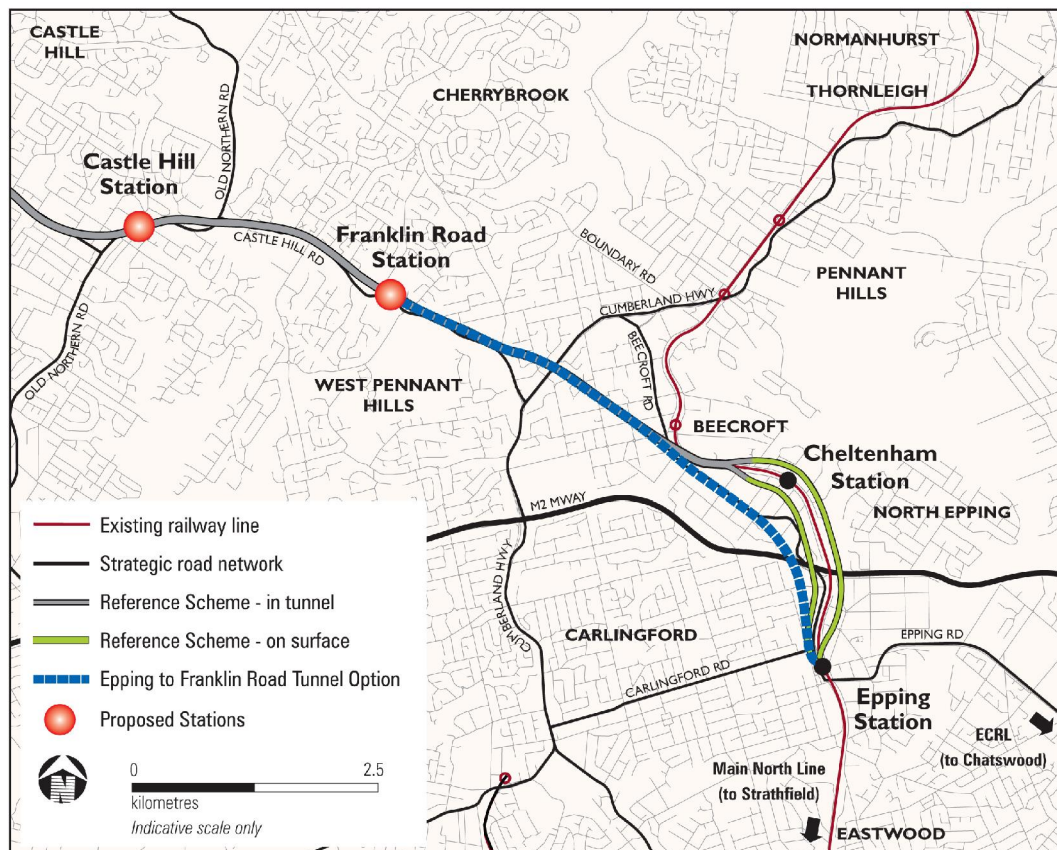 CASTLE
HILL
NORMANHURST
THORNLEIGH
CHERRYBROOK
OLD NORTHERN RD
Castle Hill
Station
CASTLE HILL RD
Franklin Road
Station
BOUNDARY RD
PENNANT
HILLS
CUMBERLAND HWY
OLD NORTHERN RD
BEECROFT RD
WEST PENNANT
HILLS
BEECROFT
Cheltenham
Station
M2 MWAY
NORTH EPPING
CUMBERLAND HWY
CARLINGFORD
EPPING RD
CARLINGFORD RD
Epping
Station
ECRL
(to Chatswood)
Main North Line
(to Strathfield)
EASTWOOD
Existing railway line
Strategic road network
Reference Scheme - in tunnel
Reference Scheme - on surface
Epping to Franklin Road Tunnel Option
Proposed Stations
0 2.5
kilometres
Indicative scale only